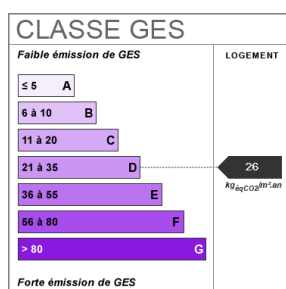 CLASSE GES
Faible émission de GES
LOGEMENT
≤ 5 A
6 à 10 B
11 à 20 C
21 à 35 D
26
kgéqCO2/m².an
36 à 55 E
56 à 80 F
> 80 G
Forte émission de GES